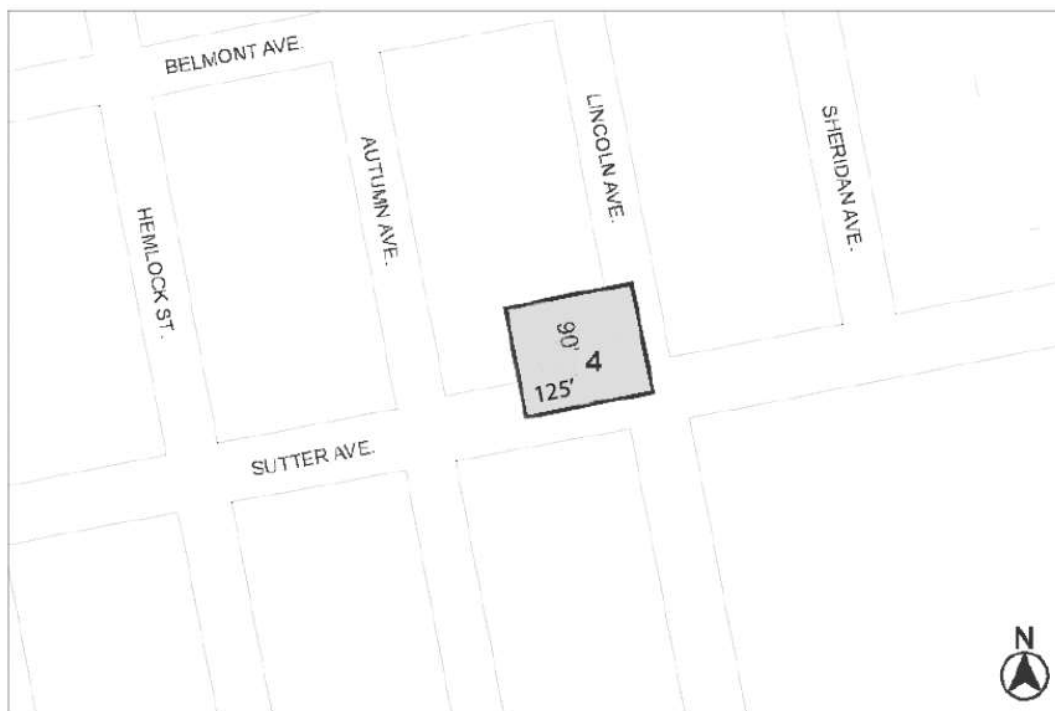 BELMONT AVE.
LINCOLN AVE.
SHERIDAN AVE.
AUTUMN AVE.
HEMLOCK ST.
90'
4
125'
SUTTER AVE.
N